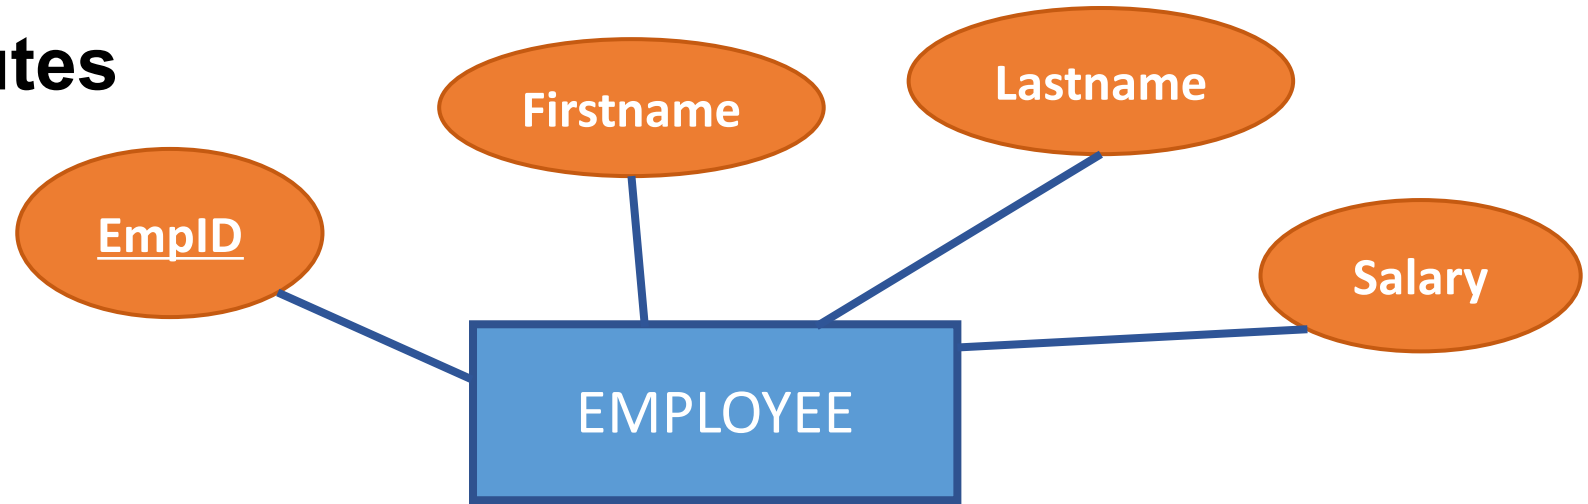 utes
Lastname
Firstname
EmpID
Salary
EMPLOYEE